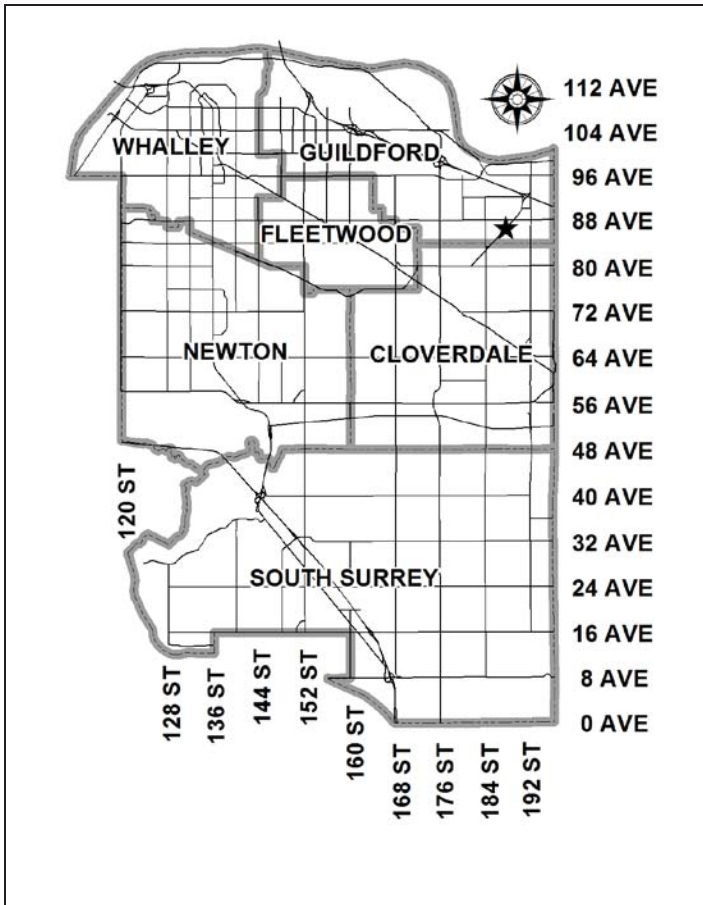 112 AVE
104 AVE
WHALLEY
GUILDFORD
96 AVE
88 AVE
FLEETWOOD
80 AVE
72 AVE
NEWTON
CLOVERDALE
64 AVE
56 AVE
48 AVE
120 ST
40 AVE
32 AVE
SOUTH SURREY
24 AVE
16 AVE
8 AVE
0 AVE
128 ST
136 ST
144 ST
152 ST
160 ST
168 ST
176 ST
184 ST
192 ST